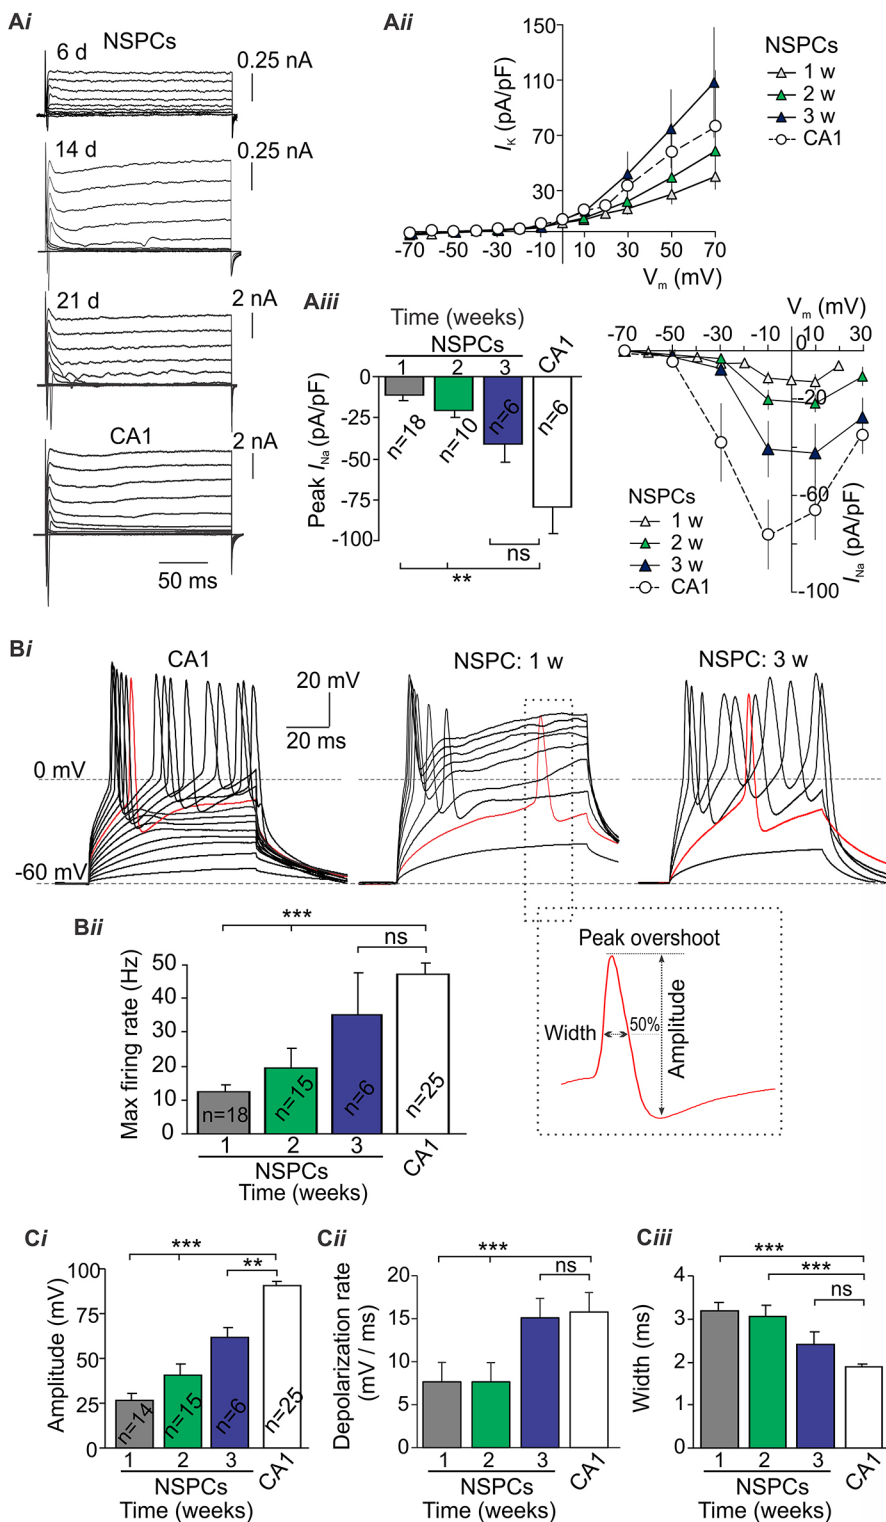 Ai
NSPCs
6 d
0.25 nA
14 d
0.25 nA
21 d
2 nA
CA1
2 nA
50 ms
Aii
150
110
70
30
I_K (pA/pF)
-70 -50 -30 -10 10 30 50 70
V_m (mV)
NSPCs
1 w
2 w
3 w
CA1
Aiii
Time (weeks)
NSPCs
1 2 3 CA1
0
-25
-50
-75
-100
Peak I_Na (pA/pF)
n=18
n=10
n=6
n=6
ns
**
V_m (mV)
-70 -50 -30 -10 10 30
0
-20
-60
-100
I_Na (pA/pF)
NSPCs
1 w
2 w
3 w
CA1
Bi
CA1
NSPC: 1 w
NSPC: 3 w
20 mV
20 ms
0 mV
-60 mV
Bii
***
ns
50
40
30
20
10
0
Max firing rate (Hz)
n=18
n=15
n=6
n=25
1 2 3 CA1
NSPCs
Time (weeks)
Peak overshoot
Width
50%
Amplitude
Ci
***
**
100
75
50
25
0
Amplitude (mV)
n=14
n=15
n=6
n=25
1 2 3 CA1
NSPCs
Time (weeks)
Cii
***
ns
20
15
10
5
0
Depolarization rate
(mV / ms)
1 2 3 CA1
NSPCs
Time (weeks)
Ciii
***
***
ns
4
3
2
1
0
Width (ms)
1 2 3 CA1
NSPCs
Time (weeks)